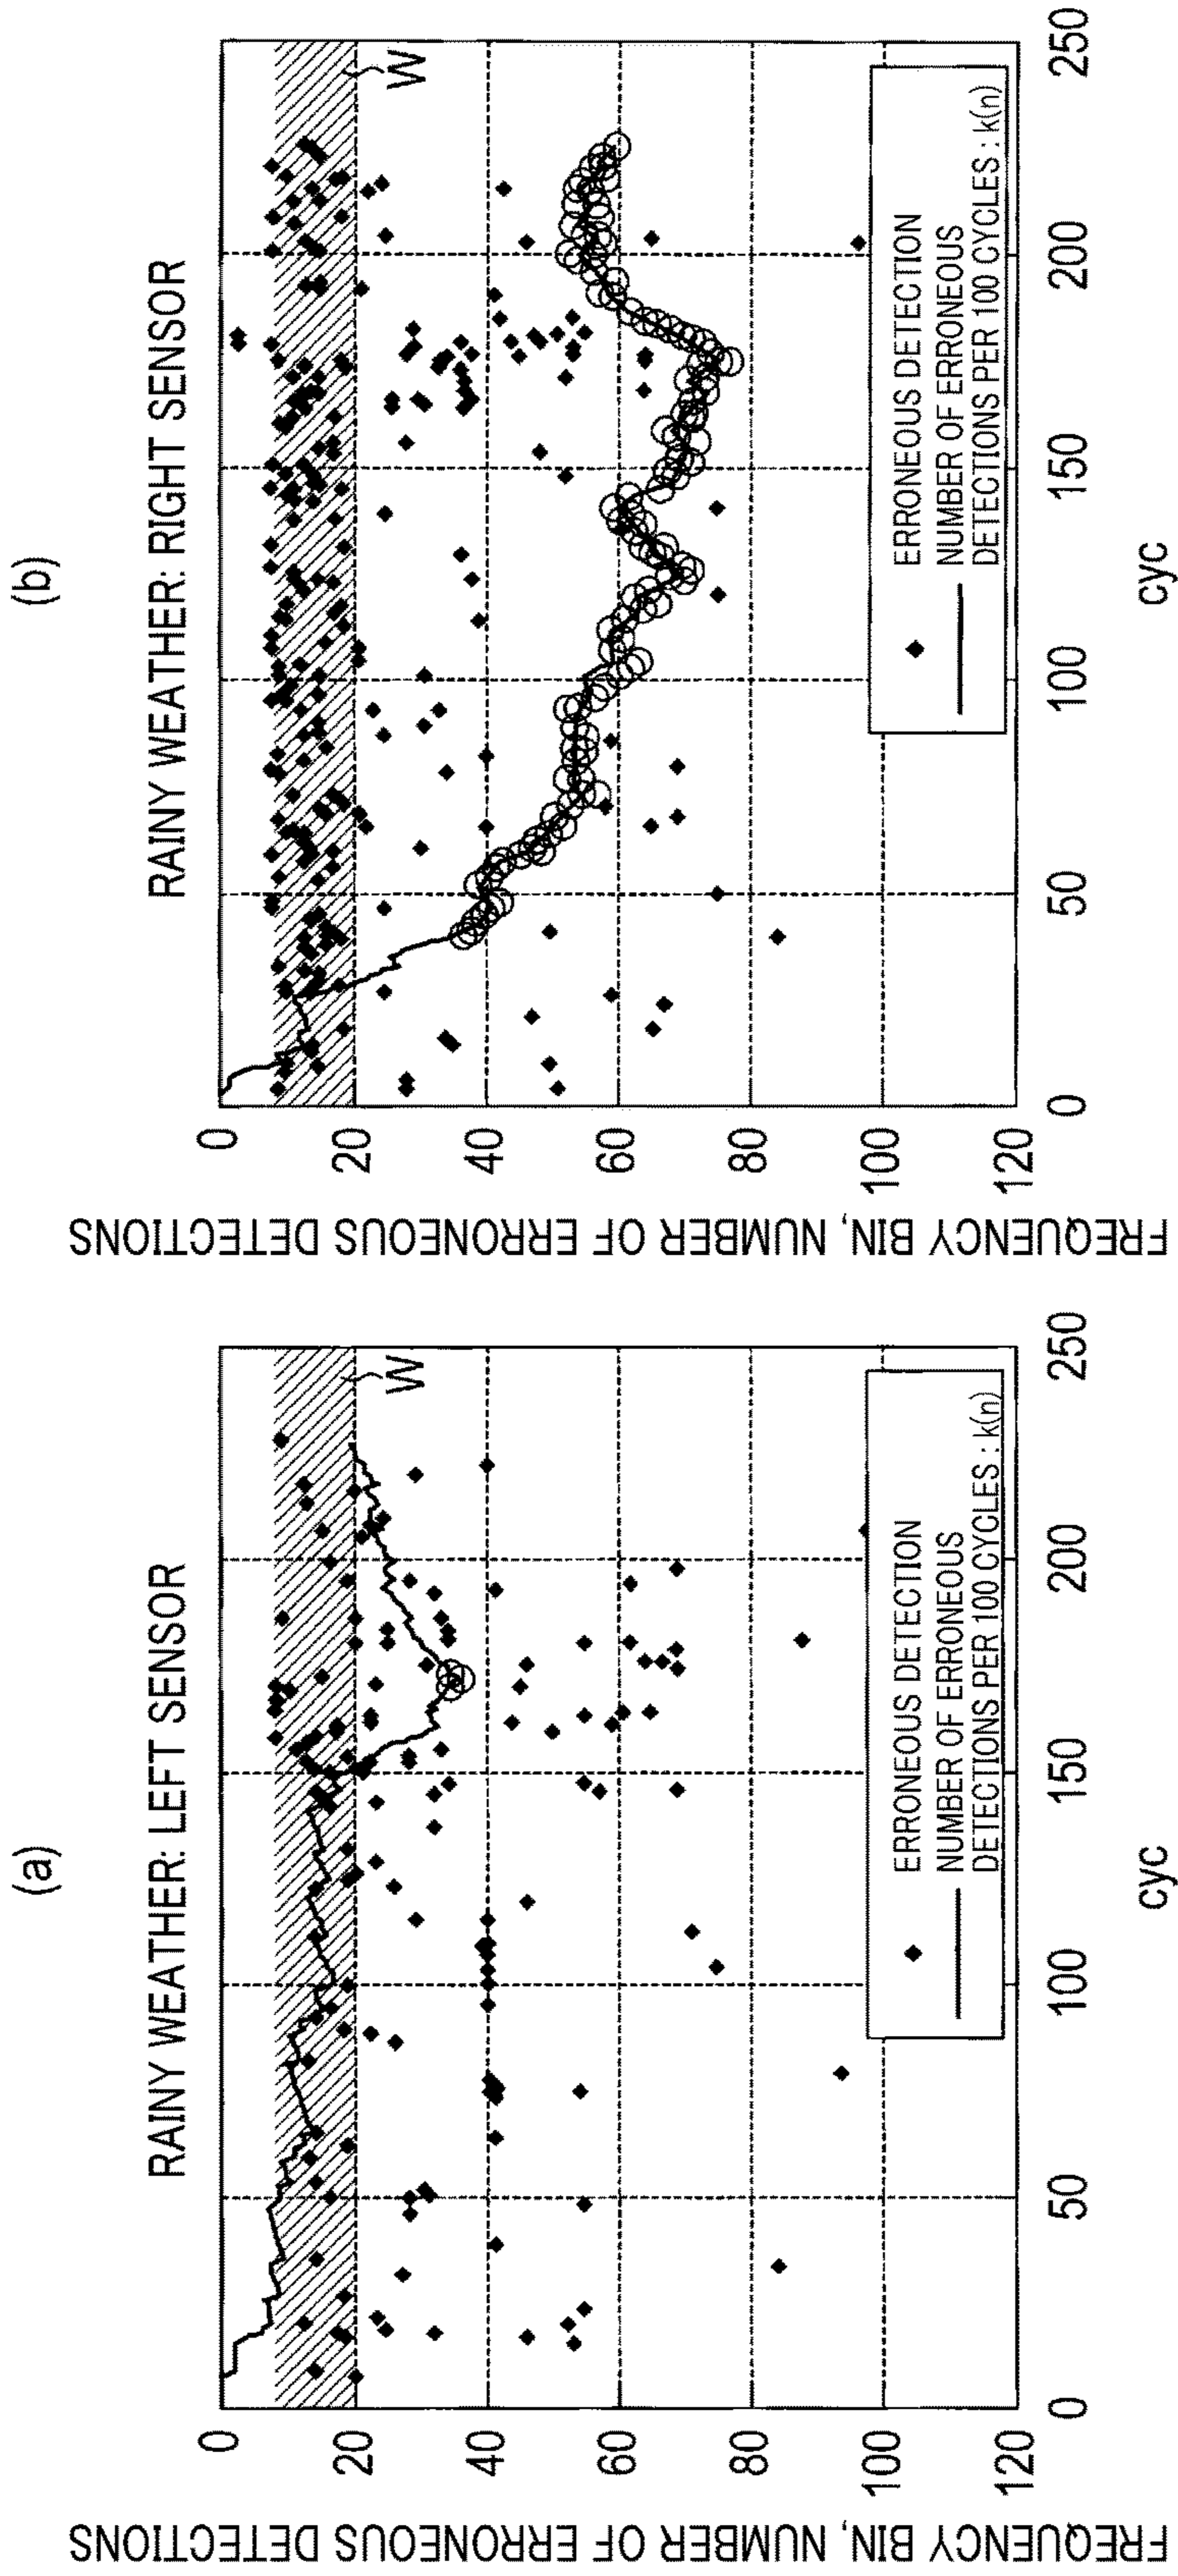 (a)
RAINY WEATHER: LEFT SENSOR
FREQUENCY BIN, NUMBER OF ERRONEOUS DETECTIONS
0
20
40
60
80
100
120
W
ERRONEOUS DETECTION
NUMBER OF ERRONEOUS
DETECTIONS PER 100 CYCLES : k(n)
0 50 100 150 200 250
cyc
(b)
RAINY WEATHER: RIGHT SENSOR
FREQUENCY BIN, NUMBER OF ERRONEOUS DETECTIONS
0
20
40
60
80
100
120
W
ERRONEOUS DETECTION
NUMBER OF ERRONEOUS
DETECTIONS PER 100 CYCLES : k(n)
0 50 100 150 200 250
cyc